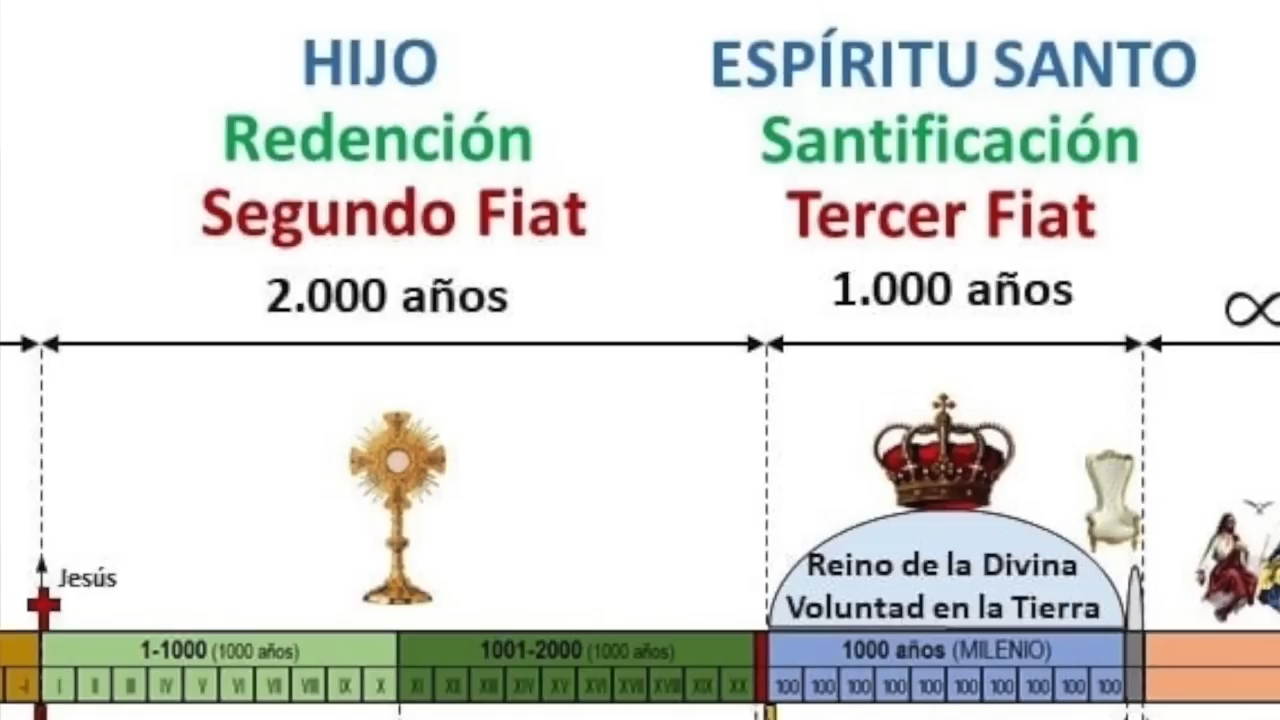 HIJO
Redención
Segundo Fiat
2.000 años
ESPÍRITU SANTO
Santificación
Tercer Fiat
1.000 años
∞
Jesús
Reino de la Divina
Voluntad en la Tierra
1-1000 (1000 años)
1001-2000 (1000 años)
1000 años (MILENIO)
-I I II III IV V VI VII VIII IX X XI XII XIII XIV XV XVI XVII XVIII XIX XX 100 100 100 100 100 100 100 100 100 100